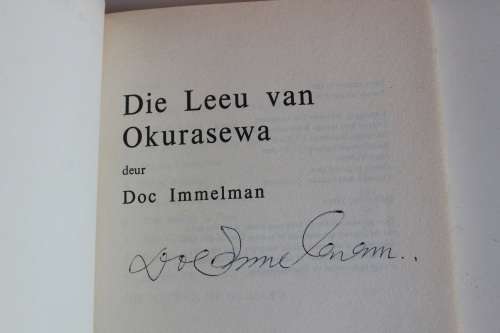 Die Leeu van
Okurasewa
deur
Doc Immelman
Doc Immelman..